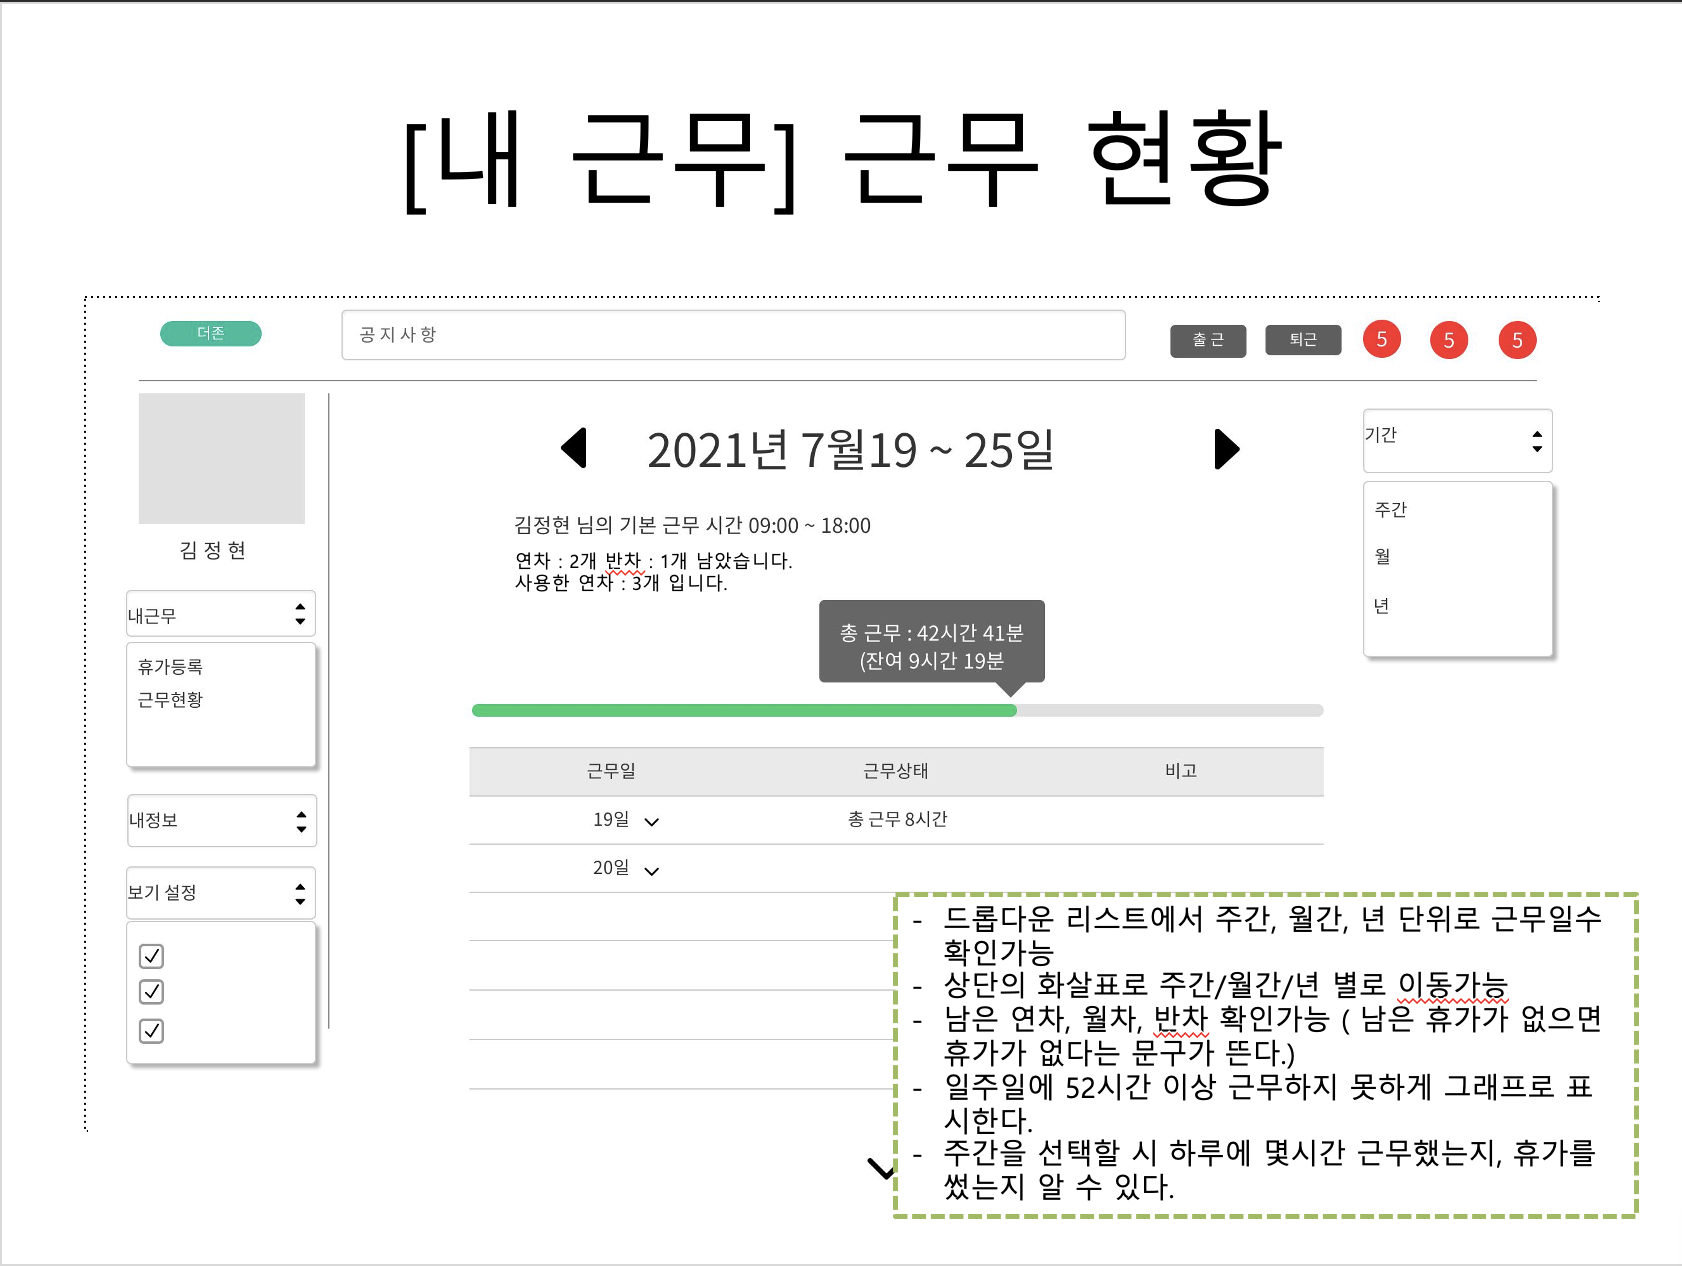 [내 근무] 근무 현황
더존
공지사항
출근
퇴근
5
5
5
김정현
내근무
휴가등록
근무현황
내정보
보기 설정
2021년 7월19 ~ 25일
기간
주간
월
년
김정현 님의 기본 근무 시간 09:00 ~ 18:00
연차 : 2개 반차 : 1개 남았습니다.
사용한 연차 : 3개 입니다.
총 근무 : 42시간 41분
(잔여 9시간 19분
근무일 근무상태 비고
19일 총 근무 8시간
20일
- 드롭다운 리스트에서 주간, 월간, 년 단위로 근무일수
확인가능
- 상단의 화살표로 주간/월간/년 별로 이동가능
- 남은 연차, 월차, 반차 확인가능 ( 남은 휴가가 없으면
휴가가 없다는 문구가 뜬다.)
- 일주일에 52시간 이상 근무하지 못하게 그래프로 표
시한다.
- 주간을 선택할 시 하루에 몇시간 근무했는지, 휴가를
썼는지 알 수 있다.